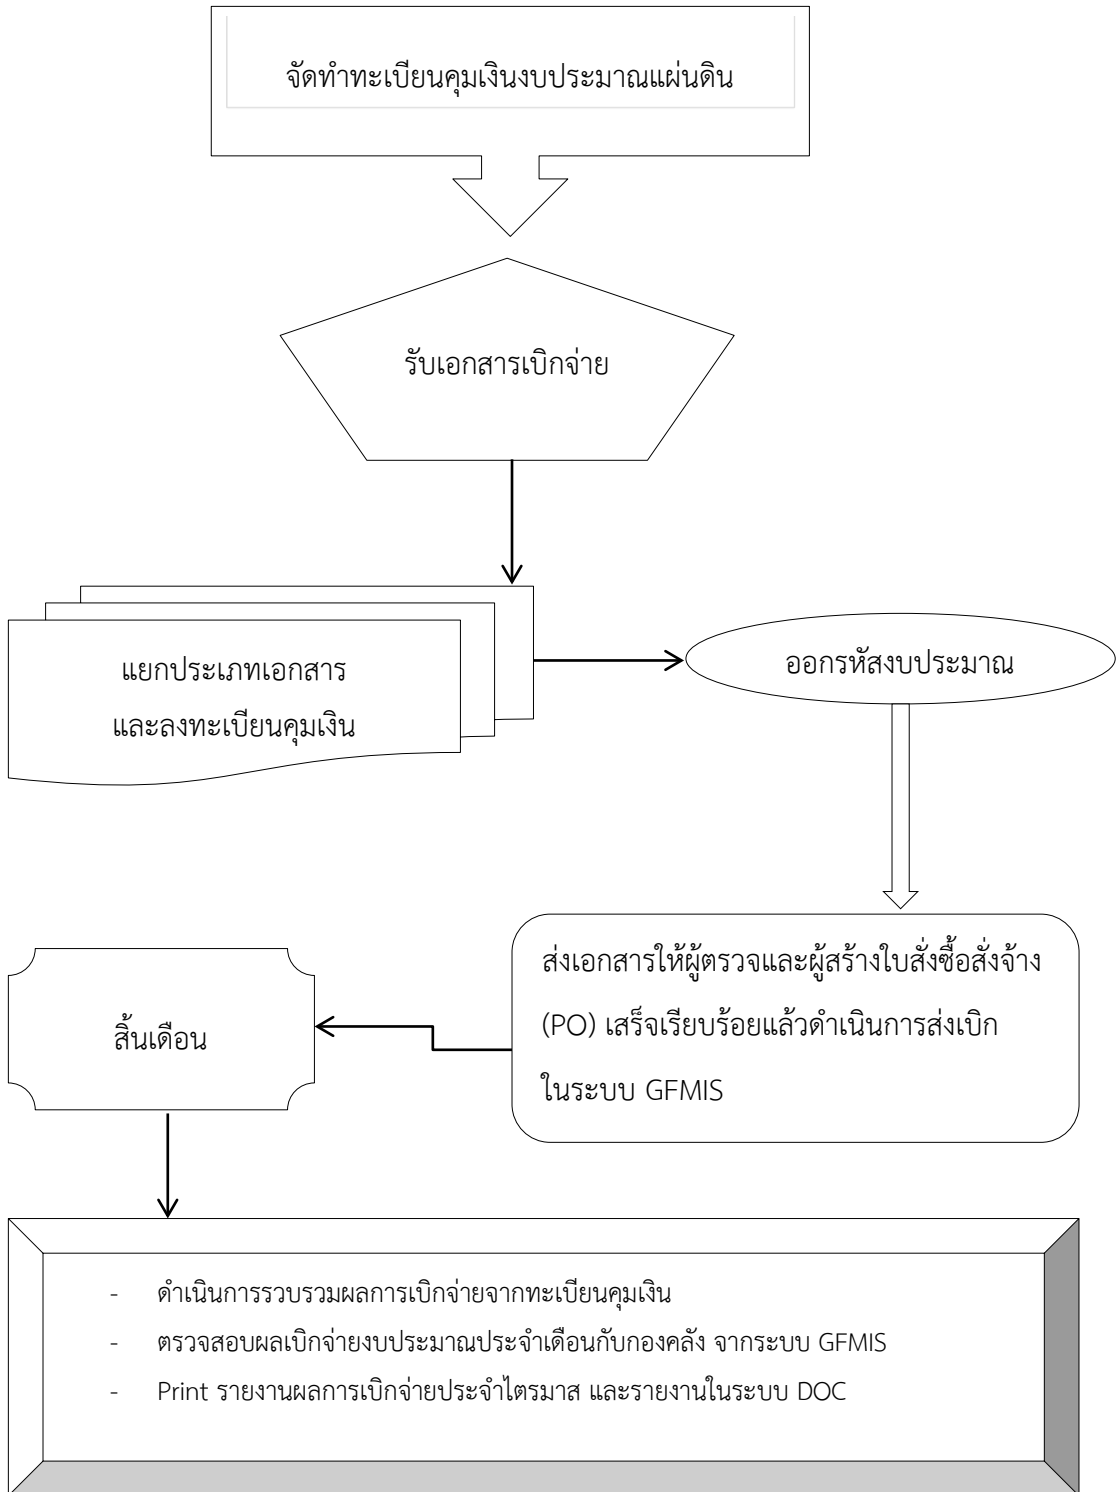 จัดทำทะเบียนคุมเงินงบประมาณแผ่นดิน
รับเอกสารเบิกจ่าย
แยกประเภทเอกสาร
และลงทะเบียนคุมเงิน
ออกรหัสงบประมาณ
ส่งเอกสารให้ผู้ตรวจและผู้สร้างใบสั่งซื้อสั่งจ้าง
(PO) เสร็จเรียบร้อยแล้วดำเนินการส่งเบิก
ในระบบ GFMIS
สิ้นเดือน
- ดำเนินการรวบรวมผลการเบิกจ่ายจากทะเบียนคุมเงิน
- ตรวจสอบผลเบิกจ่ายงบประมาณประจำเดือนกับกองคลัง จากระบบ GFMIS
- Print รายงานผลการเบิกจ่ายประจำไตรมาส และรายงานในระบบ DOC